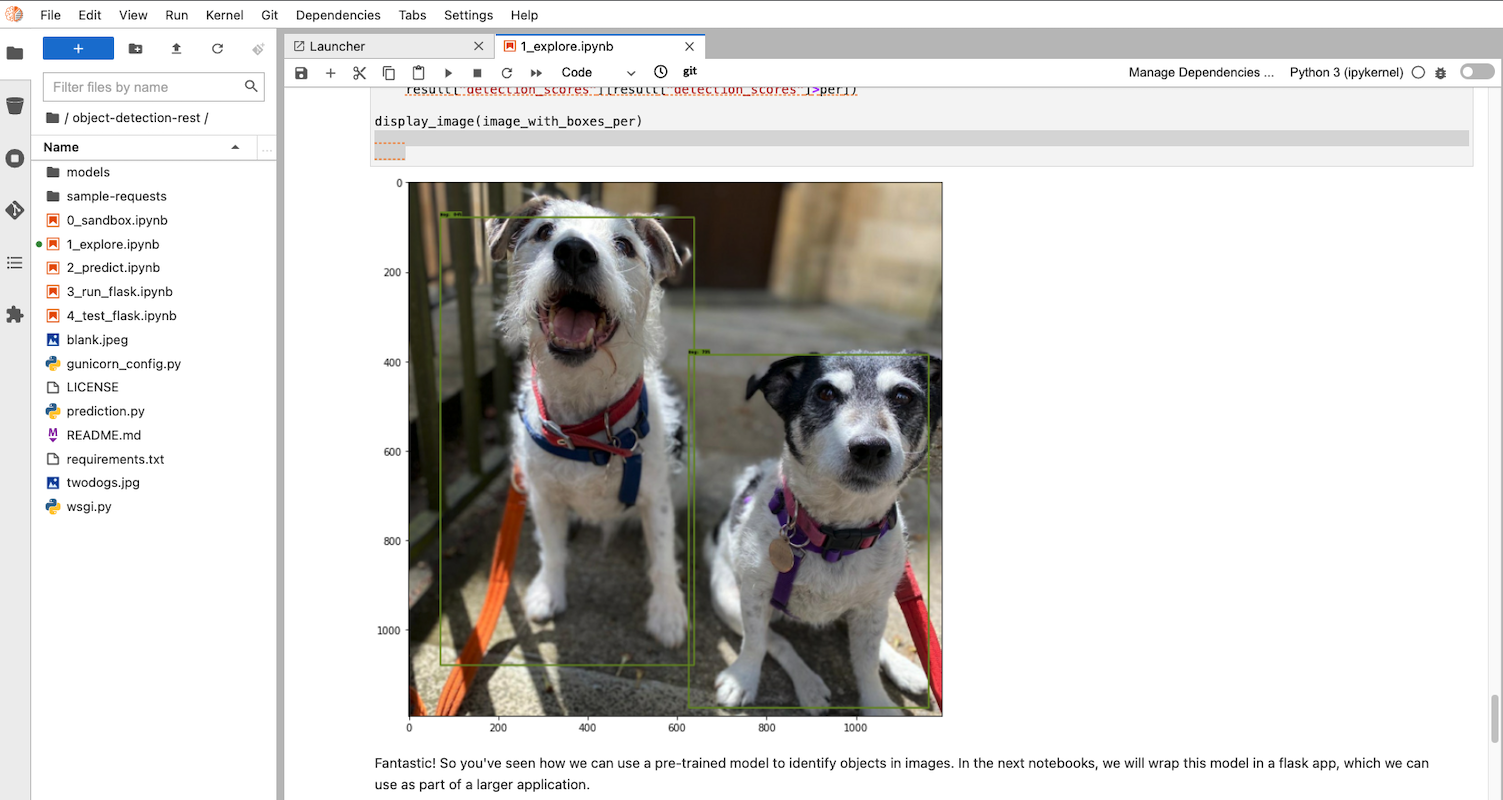 File Edit View Run Kernel Git Dependencies Tabs Settings Help
+
Filter files by name
/ object-detection-rest /
Name
...
models
sample-requests
0_sandbox.ipynb
1_explore.ipynb
2_predict.ipynb
3_run_flask.ipynb
4_test_flask.ipynb
blank.jpeg
gunicorn_config.py
LICENSE
prediction.py
M README.md
requirements.txt
twodogs.jpg
wsgi.py
Launcher
1_explore.ipynb
Code
git
Manage Dependencies ... Python 3 (ipykernel)
result["detection_scores"][result["detection_scores"]>per])
display_image(image_with_boxes_per)
0
200
400
600
800
1000
0 200 400 600 800 1000
Fantastic! So you've seen how we can use a pre-trained model to identify objects in images. In the next notebooks, we will wrap this model in a flask app, which we can
use as part of a larger application.